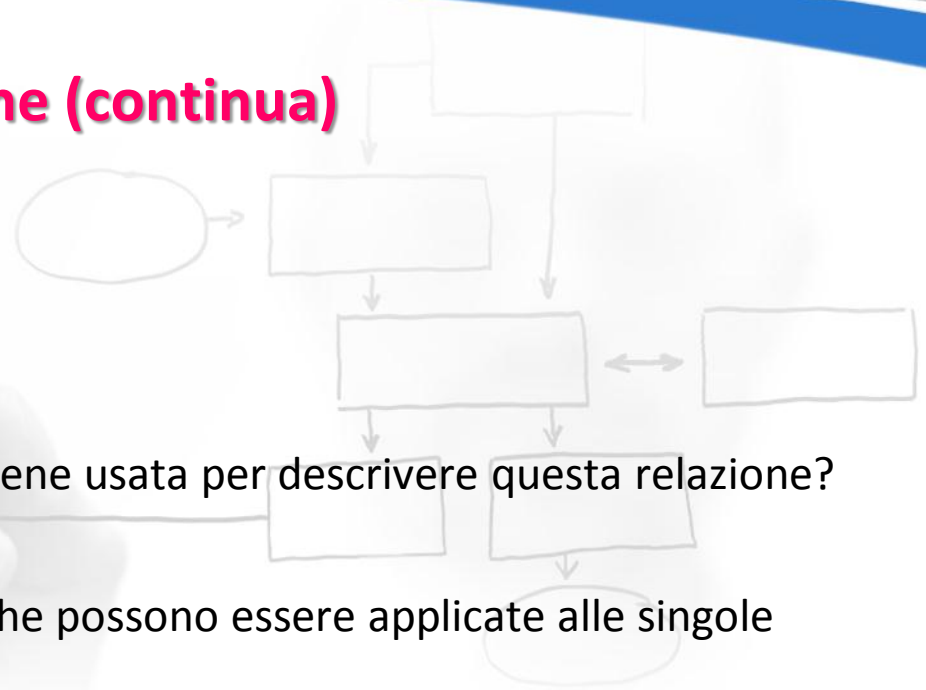 ne (continua)
ene usata per descrivere questa relazione?
he possono essere applicate alle singole